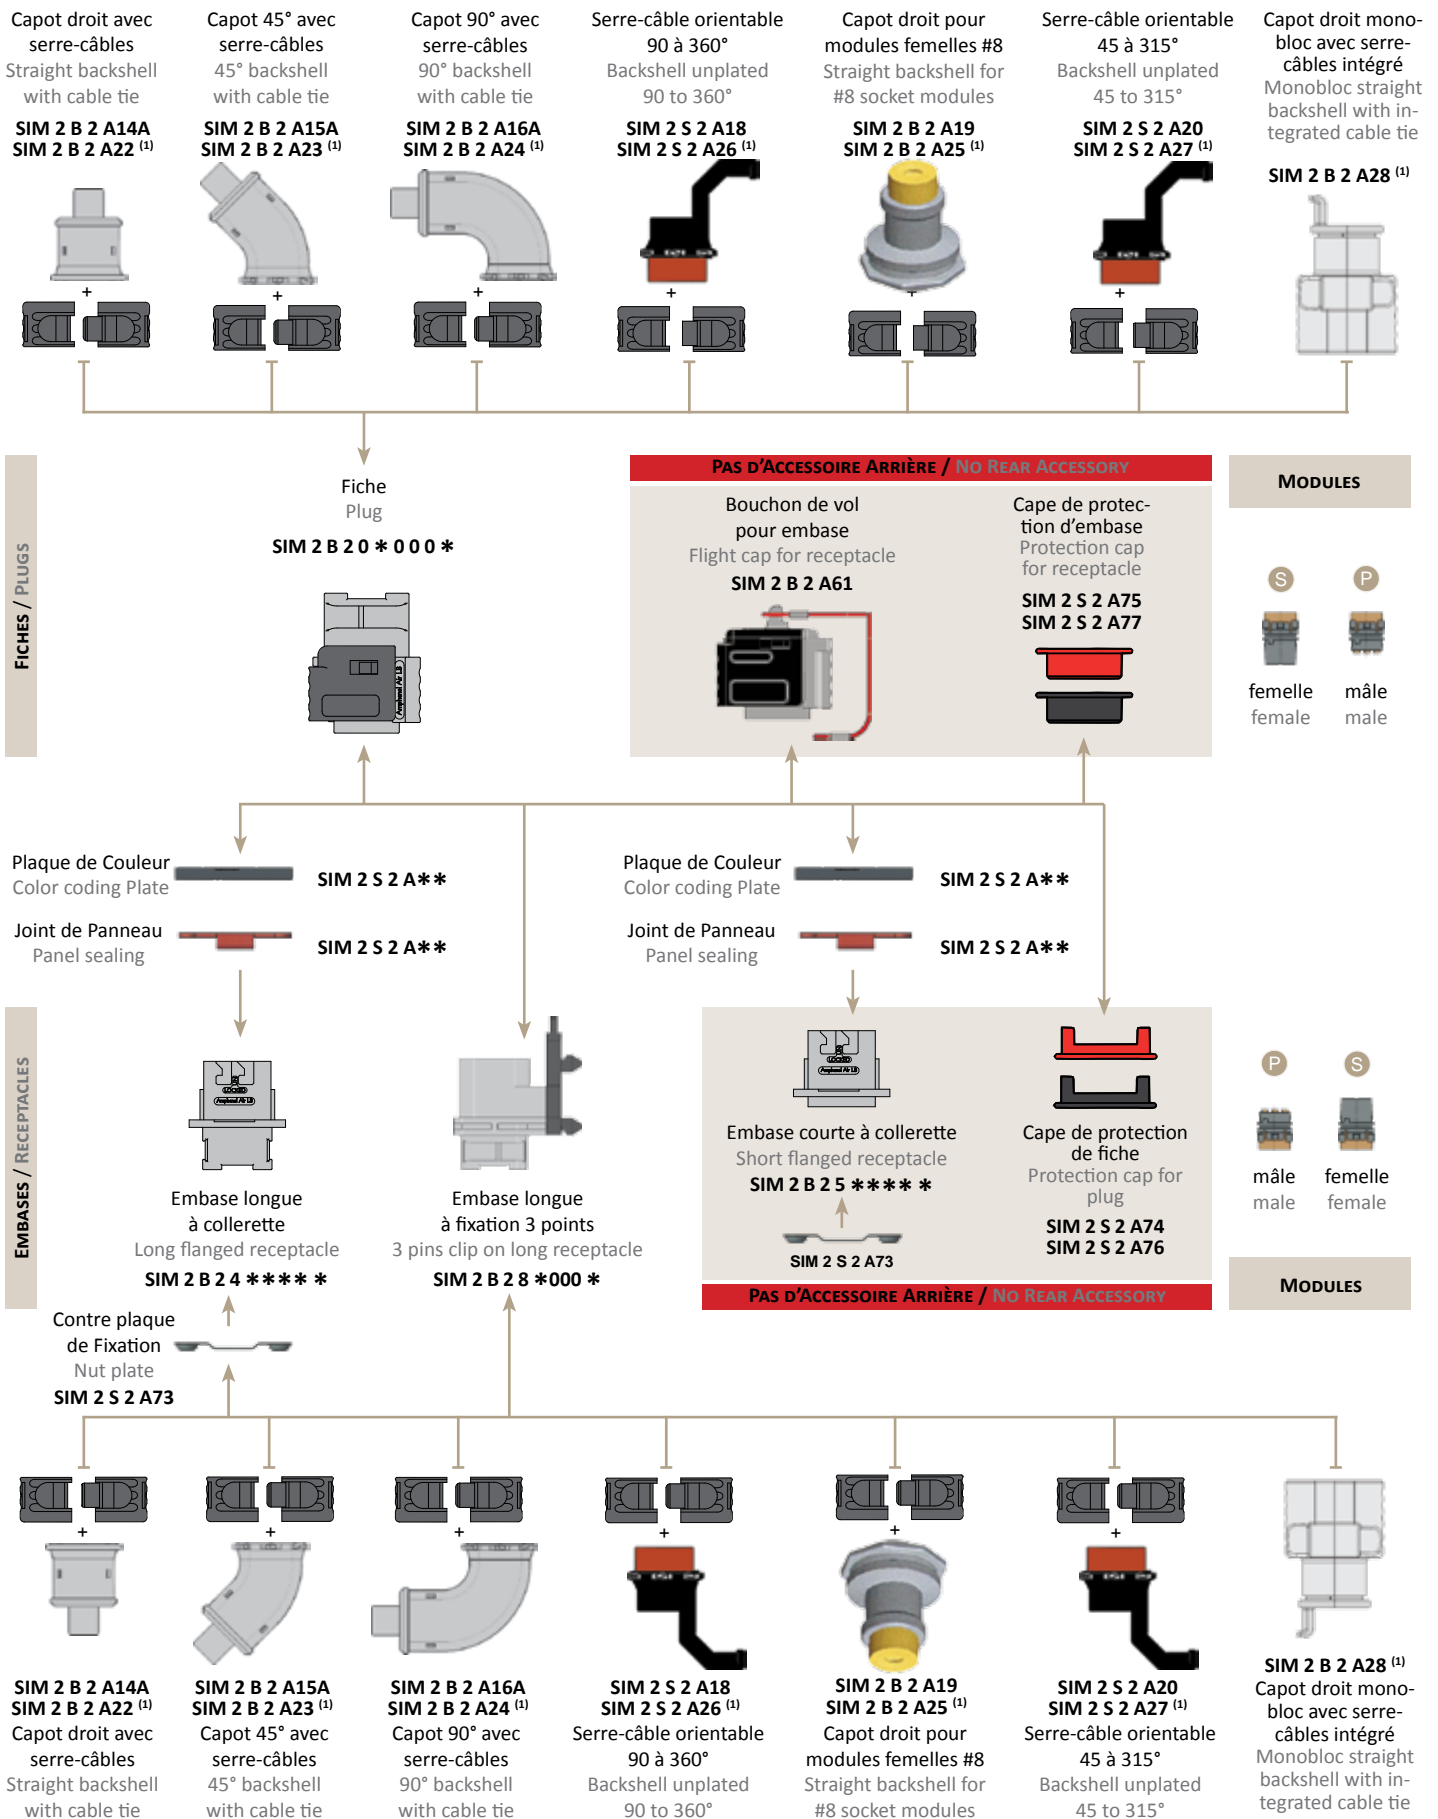 Capot droit avec
serre-câbles
Straight backshell
with cable tie
SIM 2 B 2 A14A
SIM 2 B 2 A22 (1)
Capot 45° avec
serre-câbles
45° backshell
with cable tie
SIM 2 B 2 A15A
SIM 2 B 2 A23 (1)
Capot 90° avec
serre-câbles
90° backshell
with cable tie
SIM 2 B 2 A16A
SIM 2 B 2 A24 (1)
Serre-câble orientable
90 à 360°
Backshell unplated
90 to 360°
SIM 2 S 2 A18
SIM 2 S 2 A26 (1)
Capot droit pour
modules femelles #8
Straight backshell for
#8 socket modules
SIM 2 B 2 A19
SIM 2 B 2 A25 (1)
Serre-câble orientable
45 à 315°
Backshell unplated
45 to 315°
SIM 2 S 2 A20
SIM 2 S 2 A27 (1)
Capot droit mono-
bloc avec serre-
câbles intégré
Monobloc straight
backshell with in-
tegrated cable tie
SIM 2 B 2 A28 (1)
+
+
+
+
+
+
FICHES / PLUGS
Fiche
Plug
SIM 2 B 2 0 * 0 0 0 *
Amphenol Air LB
PAS D'ACCESSOIRE ARRIÈRE / NO REAR ACCESSORY
Bouchon de vol
pour embase
Flight cap for receptacle
SIM 2 B 2 A61
Cape de protec-
tion d'embase
Protection cap
for receptacle
SIM 2 S 2 A75
SIM 2 S 2 A77
MODULES
S
P
femelle
female
mâle
male
Plaque de Couleur
Color coding Plate
SIM 2 S 2 A**
Joint de Panneau
Panel sealing
SIM 2 S 2 A**
Plaque de Couleur
Color coding Plate
SIM 2 S 2 A**
Joint de Panneau
Panel sealing
SIM 2 S 2 A**
EMBASES / RECEPTACLES
LOCKED
Amphenol Air LB
Embase longue
à collerette
Long flanged receptacle
SIM 2 B 2 4 **** *
Embase longue
à fixation 3 points
3 pins clip on long receptacle
SIM 2 B 2 8 *000 *
LOCKED
Amphenol Air LB
Embase courte à collerette
Short flanged receptacle
SIM 2 B 2 5 **** *
SIM 2 S 2 A73
Cape de protection
de fiche
Protection cap for
plug
SIM 2 S 2 A74
SIM 2 S 2 A76
PAS D'ACCESSOIRE ARRIÈRE / NO REAR ACCESSORY
P
S
mâle
male
femelle
female
MODULES
Contre plaque
de Fixation
Nut plate
SIM 2 S 2 A73
+
+
+
+
+
+
SIM 2 B 2 A14A
SIM 2 B 2 A22 (1)
Capot droit avec
serre-câbles
Straight backshell
with cable tie
SIM 2 B 2 A15A
SIM 2 B 2 A23 (1)
Capot 45° avec
serre-câbles
45° backshell
with cable tie
SIM 2 B 2 A16A
SIM 2 B 2 A24 (1)
Capot 90° avec
serre-câbles
90° backshell
with cable tie
SIM 2 S 2 A18
SIM 2 S 2 A26 (1)
Serre-câble orientable
90 à 360°
Backshell unplated
90 to 360°
SIM 2 B 2 A19
SIM 2 B 2 A25 (1)
Capot droit pour
modules femelles #8
Straight backshell for
#8 socket modules
SIM 2 S 2 A20
SIM 2 S 2 A27 (1)
Serre-câble orientable
45 à 315°
Backshell unplated
45 to 315°
SIM 2 B 2 A28 (1)
Capot droit mono-
bloc avec serre-
câbles intégré
Monobloc straight
backshell with in-
tegrated cable tie